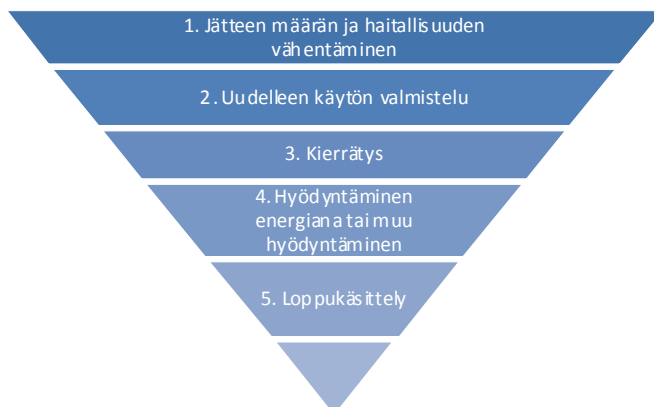 1. Jätteen määrän ja haitallisuuden
vähentäminen
2. Uudelleen käytön valmistelu
3. Kierrätys
4. Hyödyntäminen
energiana tai muu
hyödyntäminen
5. Loppukäsittely